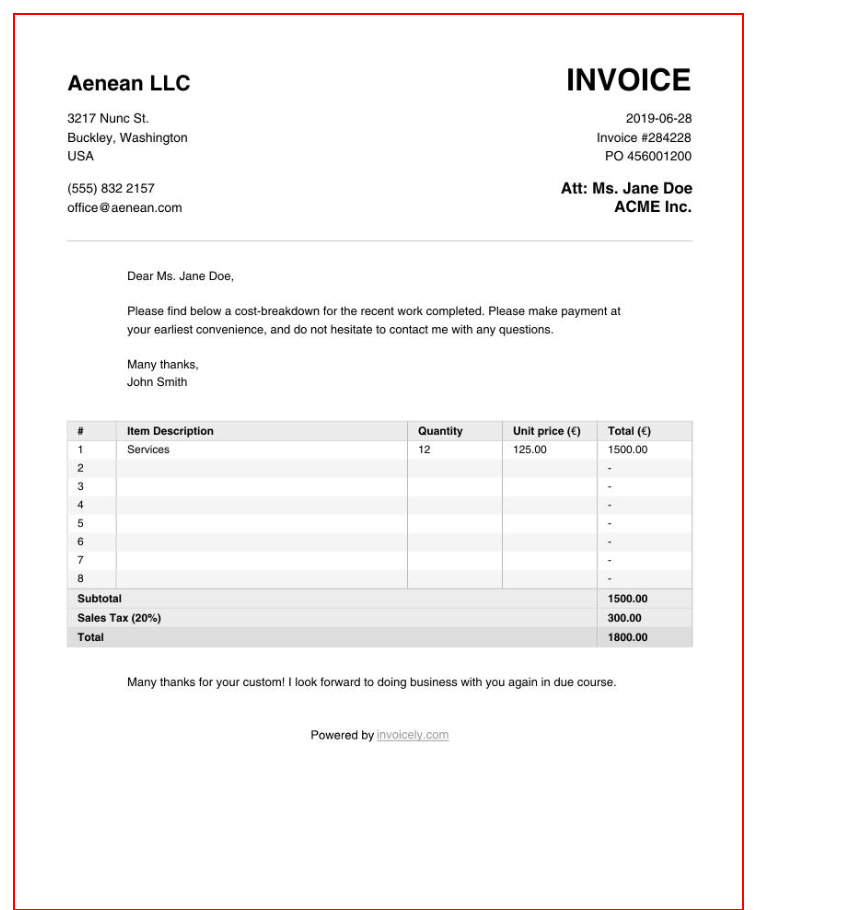 Aenean LLC
INVOICE
3217 Nunc St.
Buckley, Washington
USA
2019-06-28
Invoice #284228
PO 456001200
(555) 832 2157
office@aenean.com
Att: Ms. Jane Doe
ACME Inc.
Dear Ms. Jane Doe,
Please find below a cost-breakdown for the recent work completed. Please make payment at
your earliest convenience, and do not hesitate to contact me with any questions.
Many thanks,
John Smith
# Item Description Quantity Unit price (€) Total (€)
1 Services 12 125.00 1500.00
2 -
3 -
4 -
5 -
6 -
7 -
8 -
Subtotal 1500.00
Sales Tax (20%) 300.00
Total 1800.00
Many thanks for your custom! I look forward to doing business with you again in due course.
Powered by invoicely.com